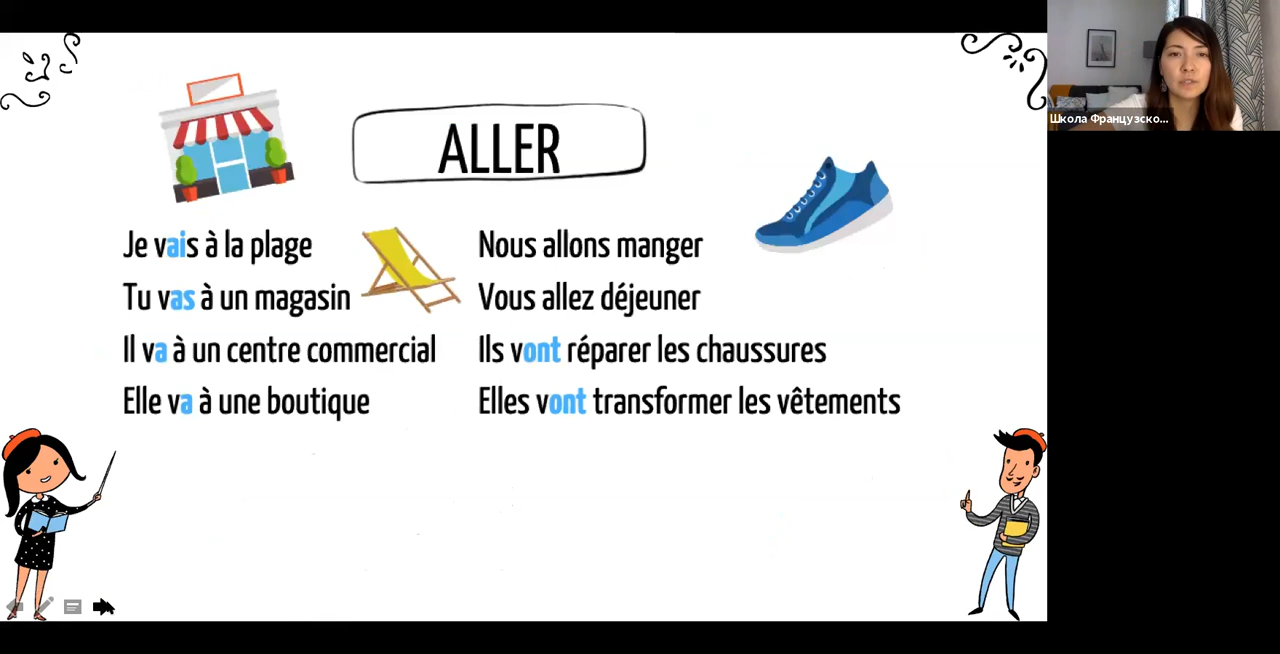 ALLER
Je vais à la plage
Tu vas à un magasin
Il va à un centre commercial
Elle va à une boutique
Nous allons manger
Vous allez déjeuner
Ils vont réparer les chaussures
Elles vont transformer les vêtements
Школа Французско...